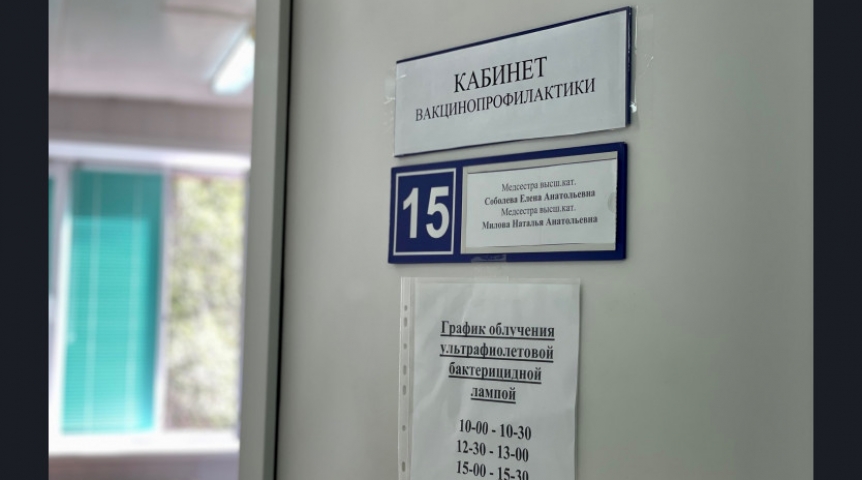 КАБИНЕТ
ВАКЦИНОПРОФИЛАКТИКИ
15
Медсестра высш.кат.
Соболева Елена Анатольевна
Медсестра высш.кат.
Милова Наталья Анатольевна
График облучения
ультрафиолетовой
бактерицидной
лампой
10-00 - 10-30
12-30 - 13-00
15-00 - 15-30